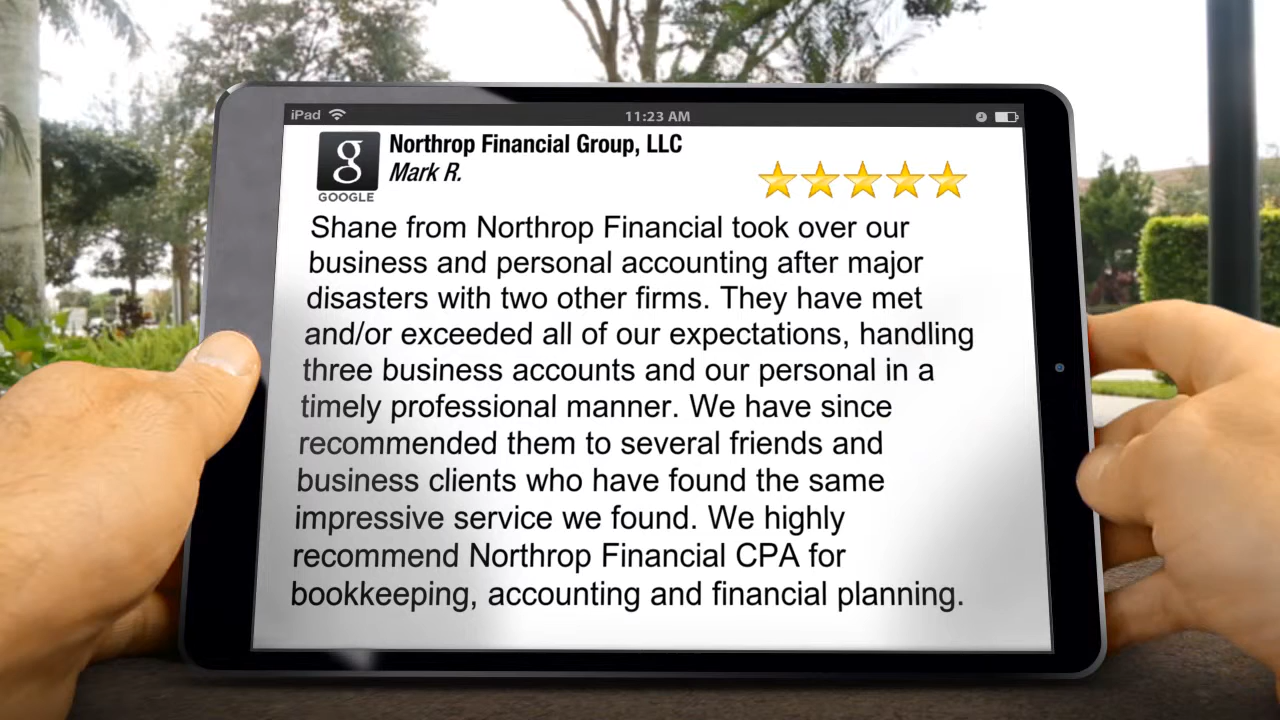 iPad 11:23 AM
g
GOOGLE
Northrop Financial Group, LLC
Mark R.
Shane from Northrop Financial took over our
business and personal accounting after major
disasters with two other firms. They have met
and/or exceeded all of our expectations, handling
three business accounts and our personal in a
timely professional manner. We have since
recommended them to several friends and
business clients who have found the same
impressive service we found. We highly
recommend Northrop Financial CPA for
bookkeeping, accounting and financial planning.